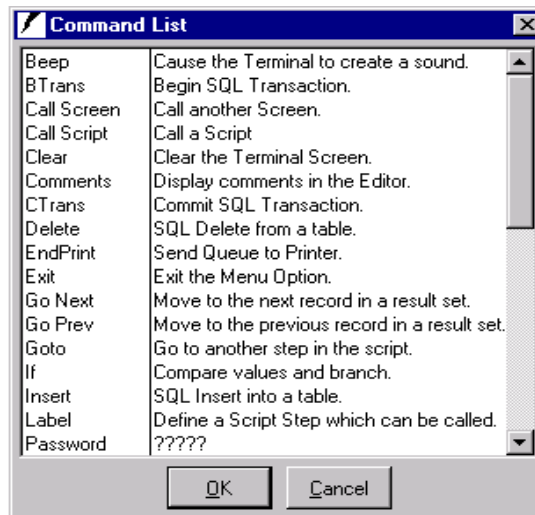 Command List
Beep Cause the Terminal to create a sound.
BTrans Begin SQL Transaction.
Call Screen Call another Screen.
Call Script Call a Script
Clear Clear the Terminal Screen.
Comments Display comments in the Editor.
CTrans Commit SQL Transaction.
Delete SQL Delete from a table.
EndPrint Send Queue to Printer.
Exit Exit the Menu Option.
Go Next Move to the next record in a result set.
Go Prev Move to the previous record in a result set.
Goto Go to another step in the script.
If Compare values and branch.
Insert SQL Insert into a table.
Label Define a Script Step which can be called.
Password ?????
OK Cancel